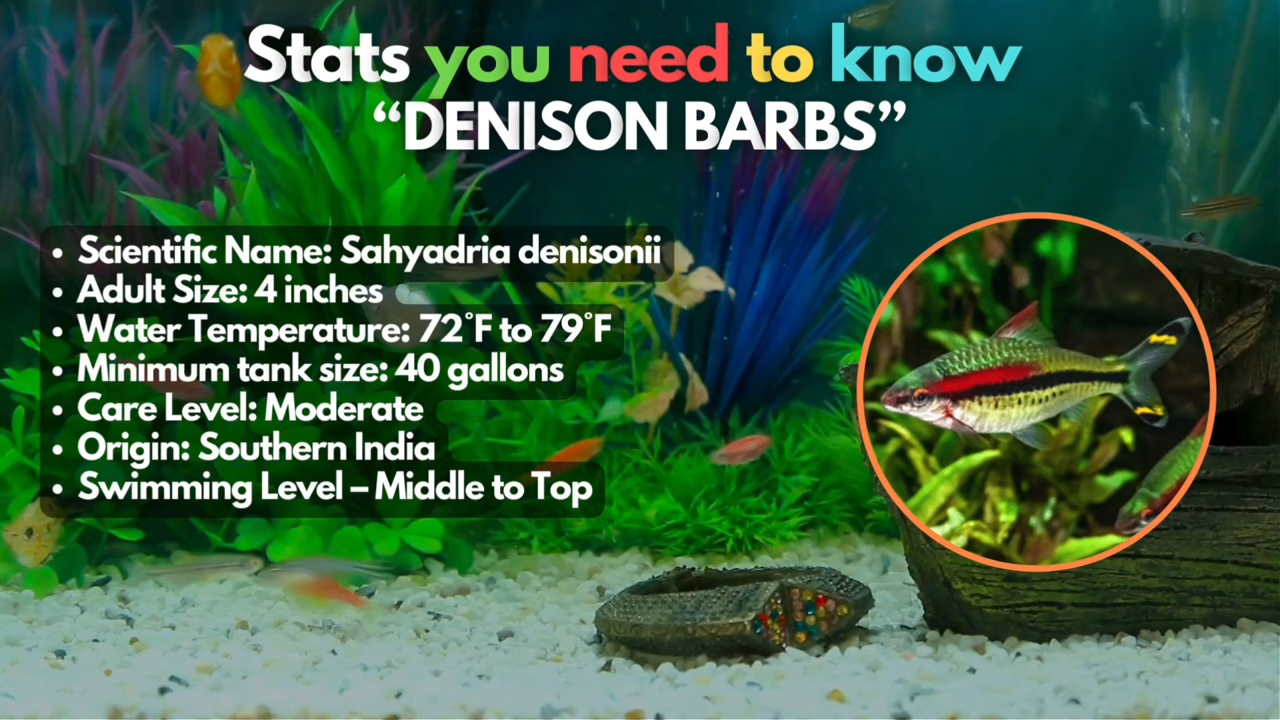 Stats you need to know
“DENISON BARBS”
• Scientific Name: Sahyadria denisonii
• Adult Size: 4 inches
• Water Temperature: 72°F to 79°F
• Minimum tank size: 40 gallons
• Care Level: Moderate
• Origin: Southern India
• Swimming Level – Middle to Top